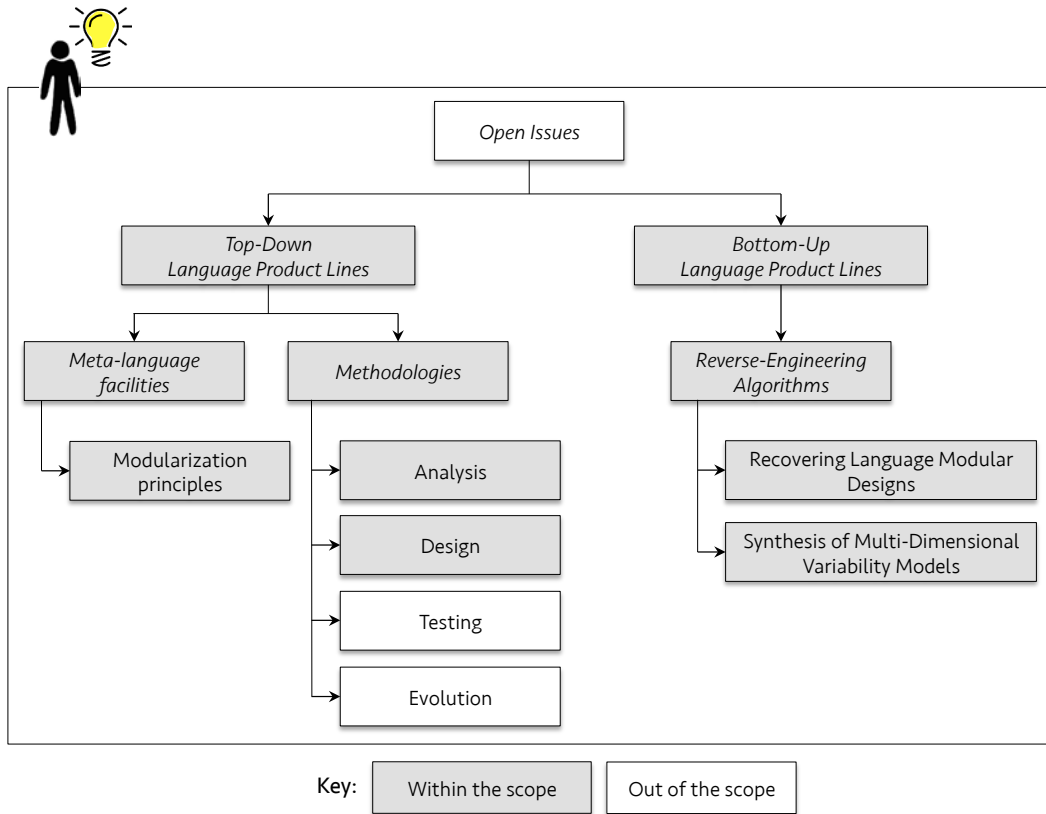 Open Issues
Top-Down
Language Product Lines
Bottom-Up
Language Product Lines
Meta-language
facilities
Methodologies
Reverse-Engineering
Algorithms
Modularization
principles
Analysis
Design
Testing
Evolution
Recovering Language Modular
Designs
Synthesis of Multi-Dimensional
Variability Models
Key:
Within the scope
Out of the scope